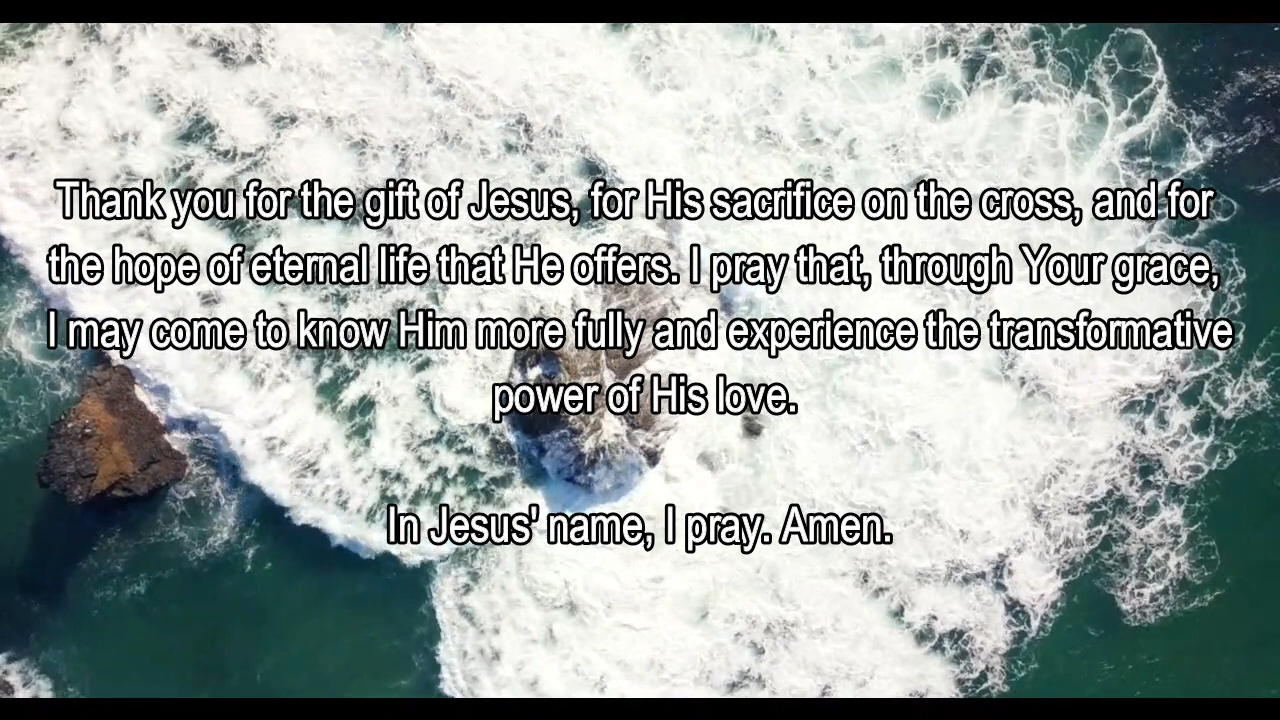 Thank you for the gift of Jesus, for His sacrifice on the cross, and for
the hope of eternal life that He offers. I pray that, through Your grace,
I may come to know Him more fully and experience the transformative
power of His love.
In Jesus' name, I pray. Amen.